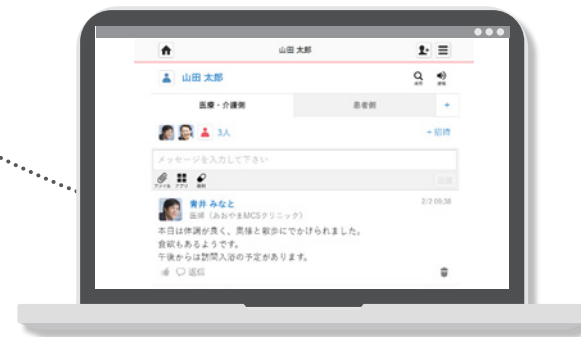 山田 太郎
山田 太郎
医療・介護側 患者側 +
3人 + 招待
メッセージを入力して下さい
ファイル アプリ
青井 みなと 2/2 09:38
医師（あおやまMCSクリニック）
本日は体調が良く、奥様と散歩にでかけられました。
食欲もあるようです。
午後からは訪問入浴の予定があります。
返信